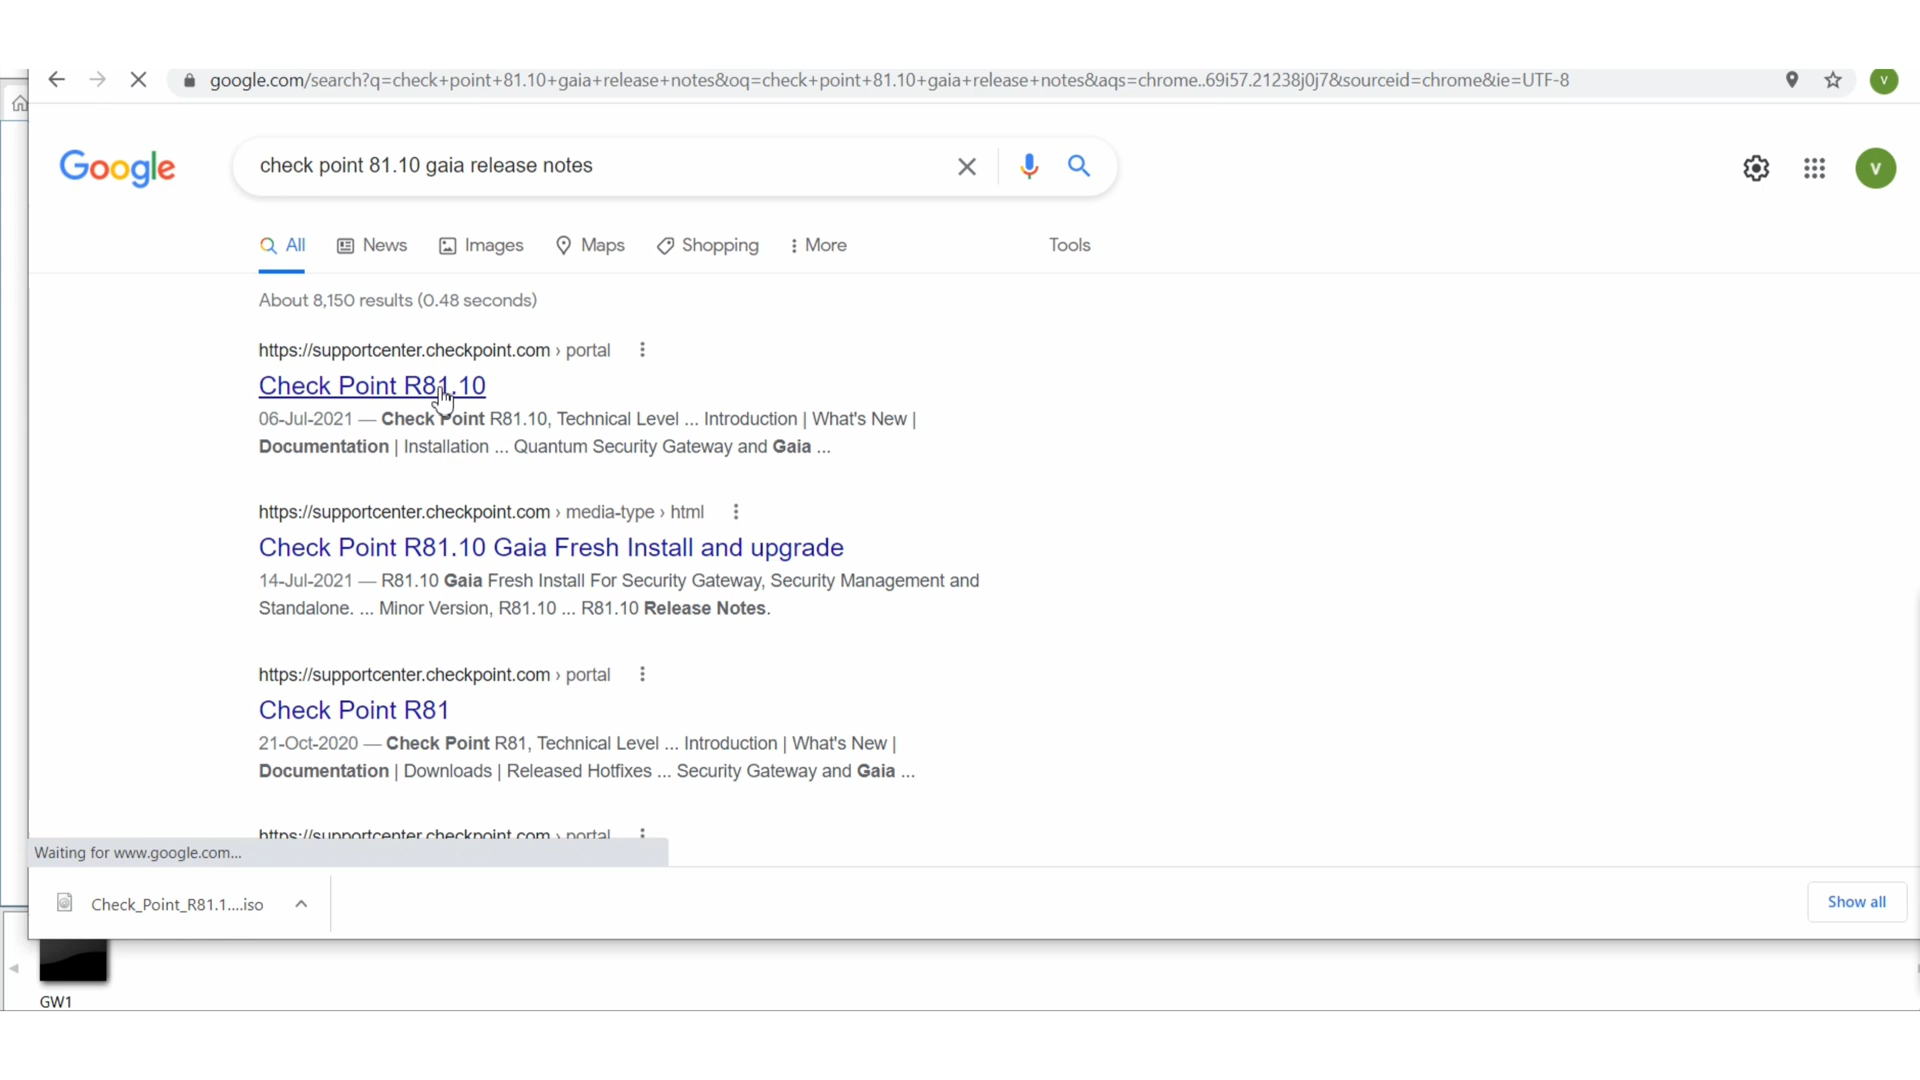 google.com/search?q=check+point+81.10+gaia+release+notes&oq=check+point+81.10+gaia+release+notes&aqs=chrome..69i57.21238j0j7&sourceid=chrome&ie=UTF-8
V
Google
check point 81.10 gaia release notes
V
All
News
Images
Maps
Shopping
More
Tools
About 8,150 results (0.48 seconds)
https://supportcenter.checkpoint.com › portal
Check Point R81.10
06-Jul-2021 — Check Point R81.10, Technical Level ... Introduction | What's New |
Documentation | Installation ... Quantum Security Gateway and Gaia ...
https://supportcenter.checkpoint.com › media-type › html
Check Point R81.10 Gaia Fresh Install and upgrade
14-Jul-2021 — R81.10 Gaia Fresh Install For Security Gateway, Security Management and
Standalone. ... Minor Version, R81.10 ... R81.10 Release Notes.
https://supportcenter.checkpoint.com › portal
Check Point R81
21-Oct-2020 — Check Point R81, Technical Level ... Introduction | What's New |
Documentation | Downloads | Released Hotfixes ... Security Gateway and Gaia ...
https://supportcenter.checkpoint.com › portal
Waiting for www.google.com...
Check_Point_R81.1....iso
Show all
GW1